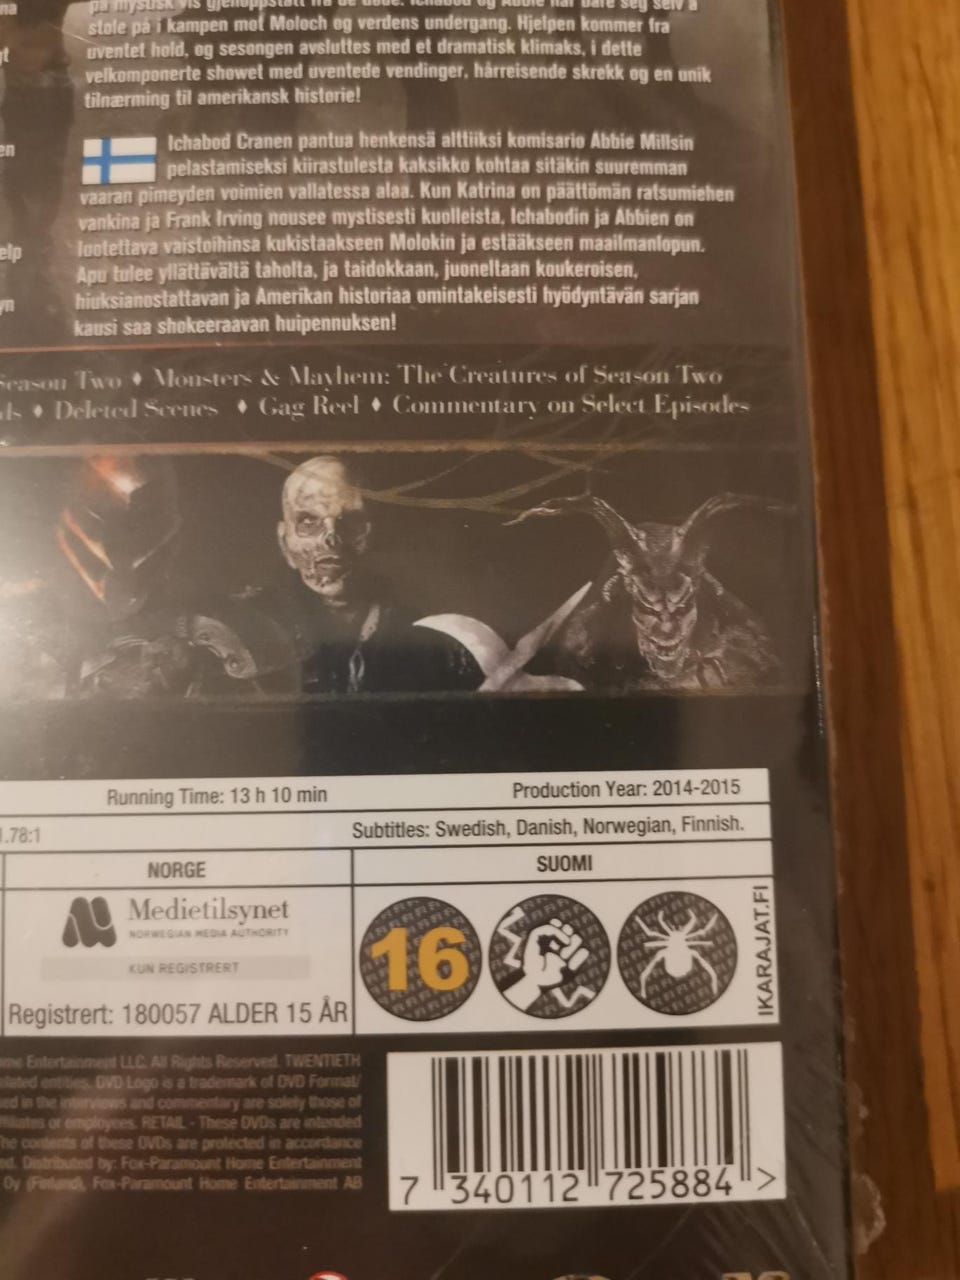 på mystisk vis gjenoppstått fra de døde. Ichabod og Abbie har bare seg selv å
stole på i kampen mot Moloch og verdens undergang. Hjelpen kommer fra
uventet hold, og sesongen avsluttes med et dramatisk klimaks, i dette
velkomponerte showet med uventede vendinger, hårreisende skrekk og en unik
tilnærming til amerikansk historie!
en
Ichabod Cranen pantua henkensä alttiiksi komisario Abbie Millsin
pelastamiseksi kiirastulesta kaksikko kohtaa sitäkin suuremman
vaaran pimeyden voimien vallatessa alaa. Kun Katrina on päättömän ratsumiehen
vankina ja Frank Irving nousee mystisesti kuolleista, Ichabodin ja Abbien on
luotettava vaistoihinsa kukistaakseen Molokin ja estääkseen maailmanlopun.
elp
Apu tulee yllättävältä taholta, ja taidokkaan, juoneltaan koukeroisen,
yn
hiuksianostattavan ja Amerikan historiaa omintakeisesti hyödyntävän sarjan
kausi saa shokeeraavan huipennuksen!
Season Two ♦ Monsters & Mayhem: The Creatures of Season Two
ds ♦ Deleted Scenes ♦ Gag Reel ♦ Commentary on Select Episodes
Running Time: 13 h 10 min
Production Year: 2014-2015
1.78:1
Subtitles: Swedish, Danish, Norwegian, Finnish.
NORGE
SUOMI
Medietilsynet
NORWEGIAN MEDIA AUTHORITY
KUN REGISTRERT
Registrert: 180057 ALDER 15 ÅR
16
IKARAJAT.FI
me Entertainment LLC. All Rights Reserved. TWENTIETH
elated entities. DVD Logo is a trademark of DVD Format/
ed in the interviews and commentary are solely those of
ffiliates or employees. RETAIL - These DVDs are intended
The contents of these DVDs are protected in accordance
ed. Distributed by: Fox-Paramount Home Entertainment
Oy (Finland), Fox-Paramount Home Entertainment AB
7 340112 725884 >